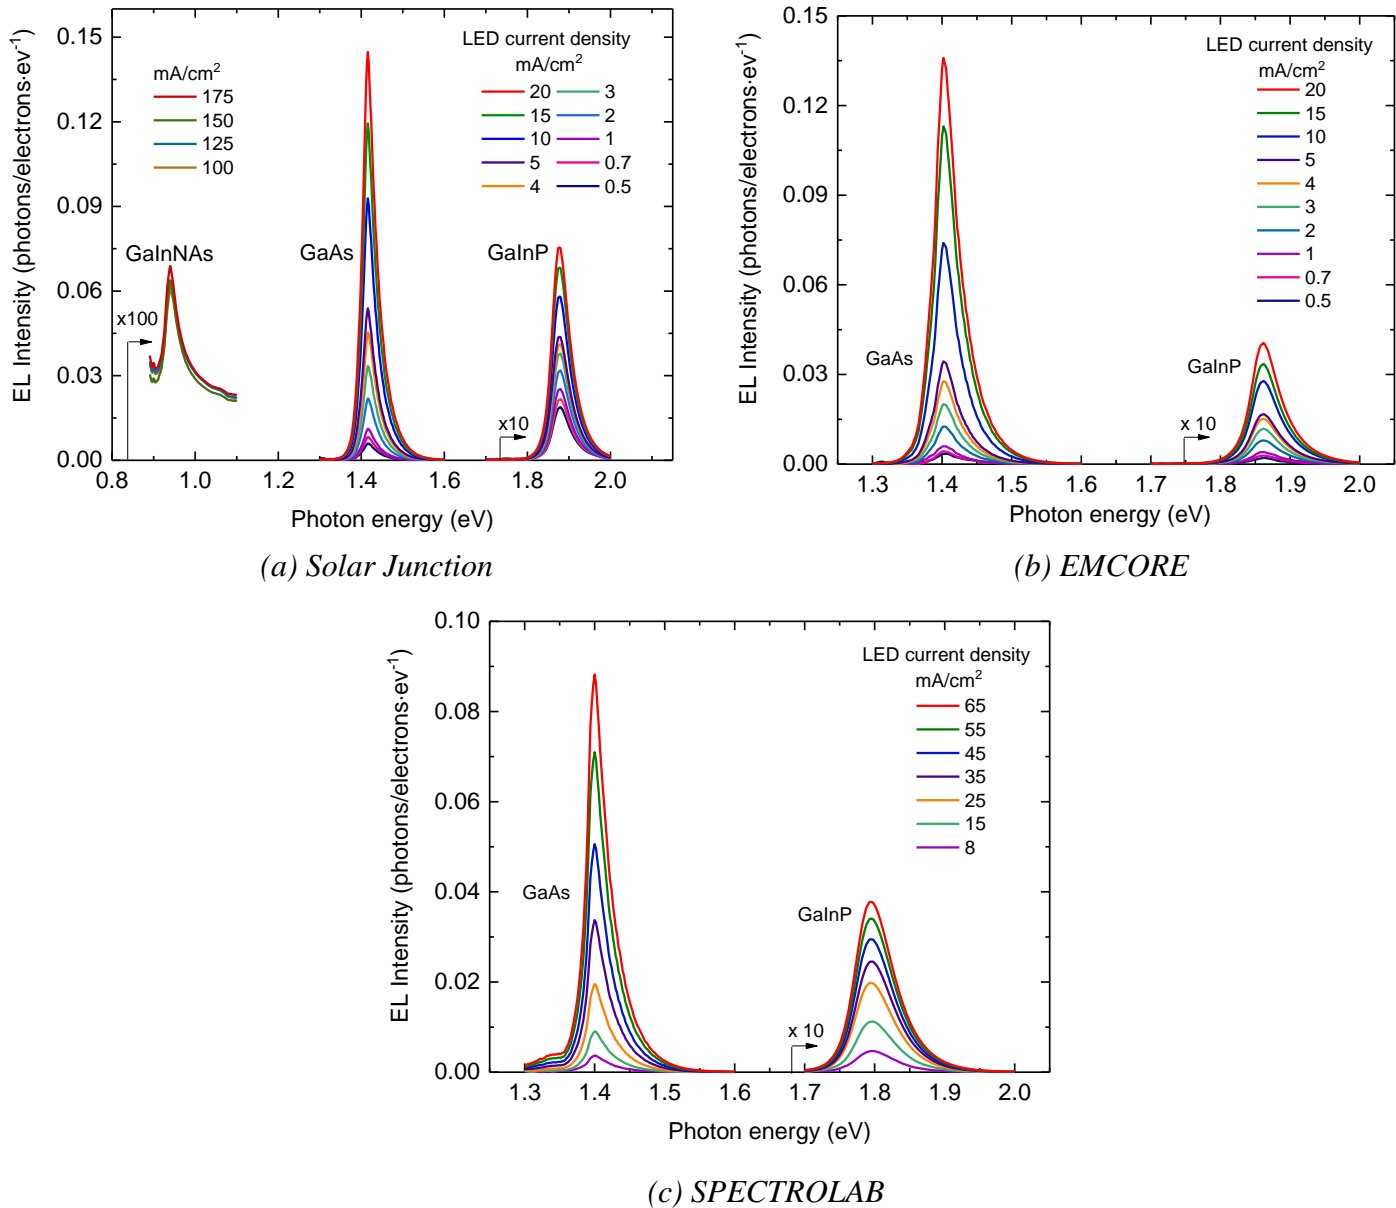 EL Intensity (photons/electrons·ev-1)
0.15
0.12
0.09
0.06
0.03
0.00
mA/cm2
175
150
125
100
LED current density
mA/cm2
20 3
15 2
10 1
5 0.7
4 0.5
GaInNAs
GaAs
GaInP
x100
x10
0.8 1.0 1.2 1.4 1.6 1.8 2.0
Photon energy (eV)
(a) Solar Junction
EL Intensity (photons/electrons·ev-1)
0.15
0.12
0.09
0.06
0.03
0.00
LED current density
mA/cm2
20
15
10
5
4
3
2
1
0.7
0.5
GaAs
GaInP
x 10
1.3 1.4 1.5 1.6 1.7 1.8 1.9 2.0
Photon energy (eV)
(b) EMCORE
EL Intensity (photons/electrons·ev-1)
0.10
0.08
0.06
0.04
0.02
0.00
LED current density
mA/cm2
65
55
45
35
25
15
8
GaAs
GaInP
x 10
1.3 1.4 1.5 1.6 1.7 1.8 1.9 2.0
Photon energy (eV)
(c) SPECTROLAB